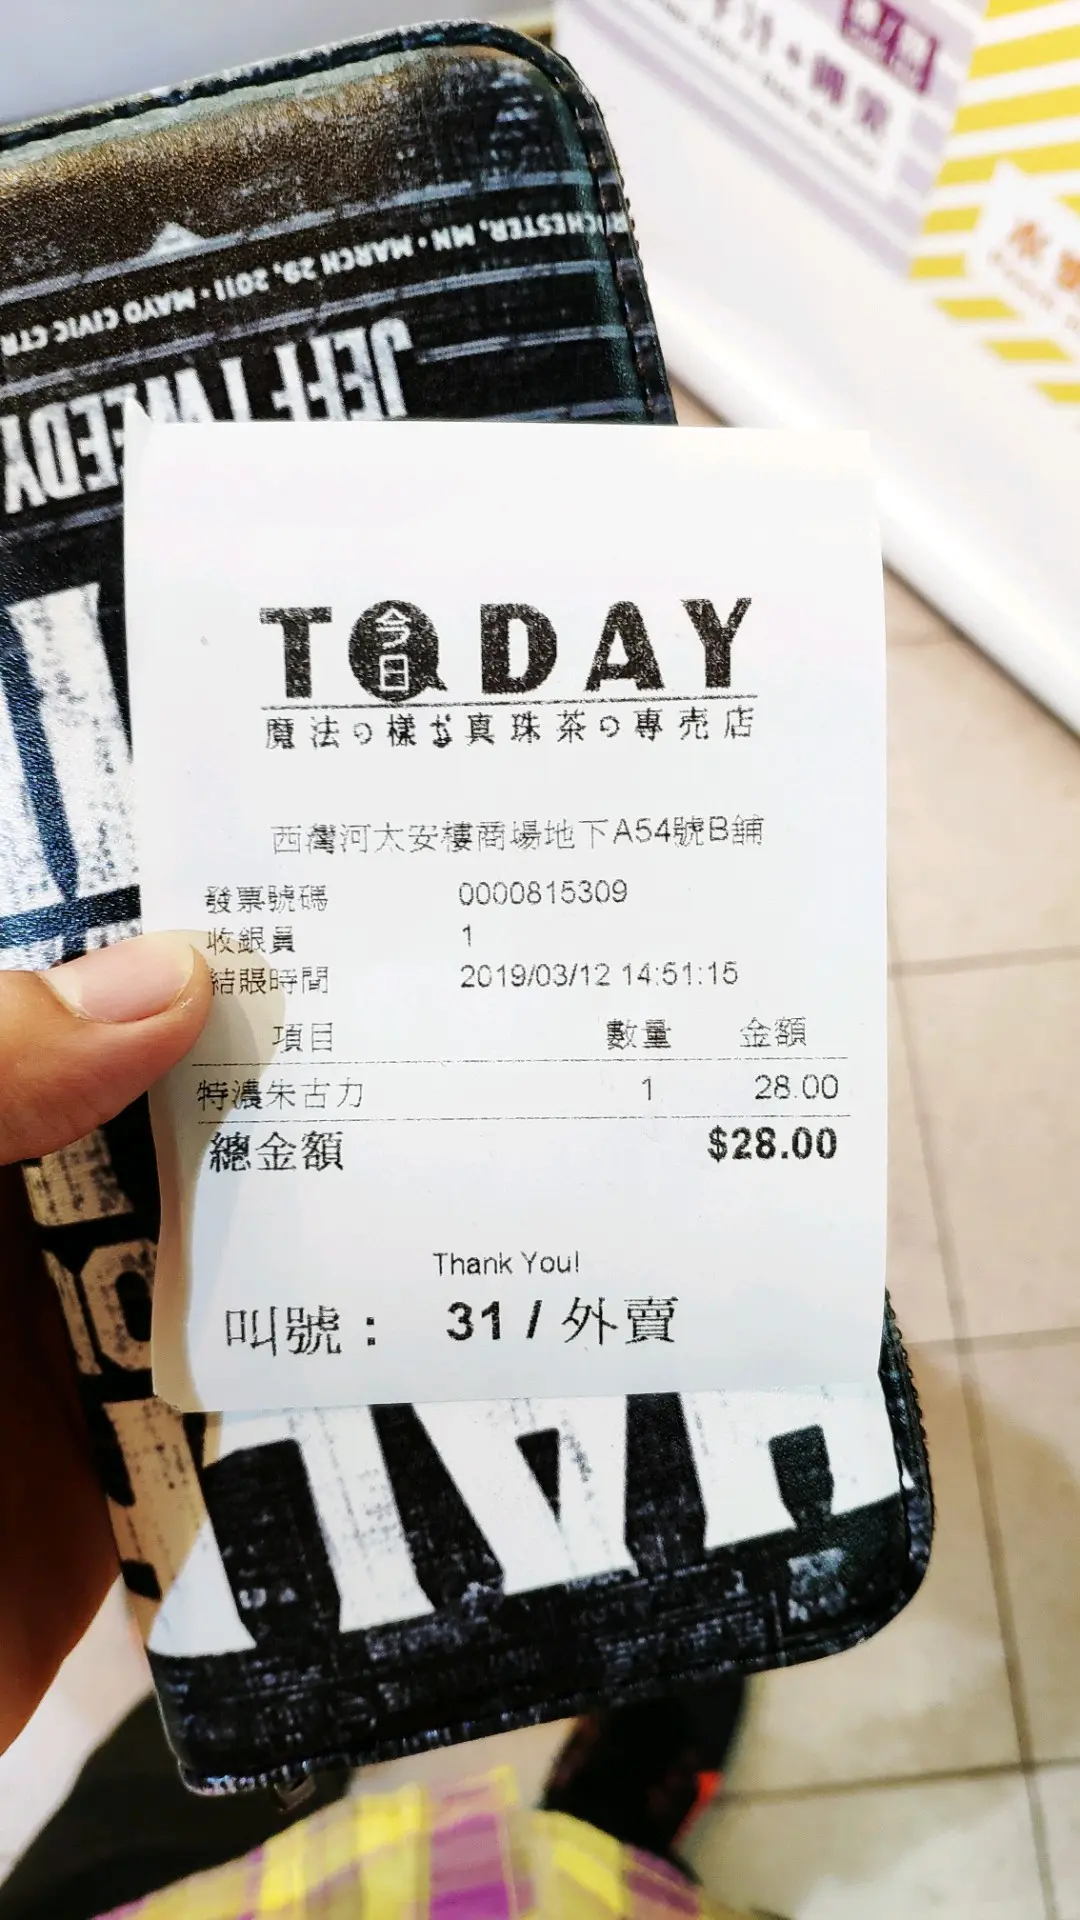 ROCHESTER, MN · MARCH 29, 2011 · MAYO CIVIC CTR
JEFF TWEEDY
T今日DAY
魔法の様な真珠茶の專売店
西灣河太安樓商場地下A54號B舖
發票號碼 0000815309
收銀員 1
結賬時間 2019/03/12 14:51:15
項目 數量 金額
特濃朱古力 1 28.00
總金額 $28.00
Thank You!
叫號： 31 / 外賣